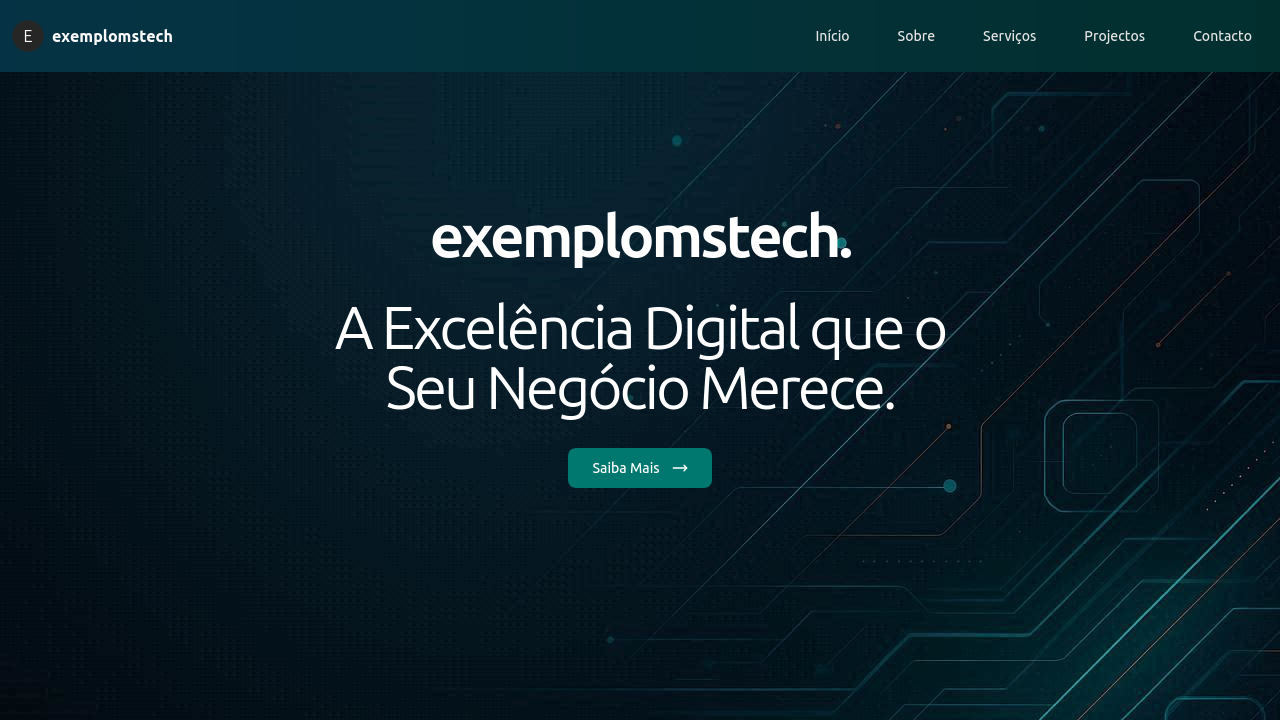 E
exemplomstech
Início
Sobre
Serviços
Projectos
Contacto
exemplomstech.
A Excelência Digital que o
Seu Negócio Merece.
Saiba Mais →